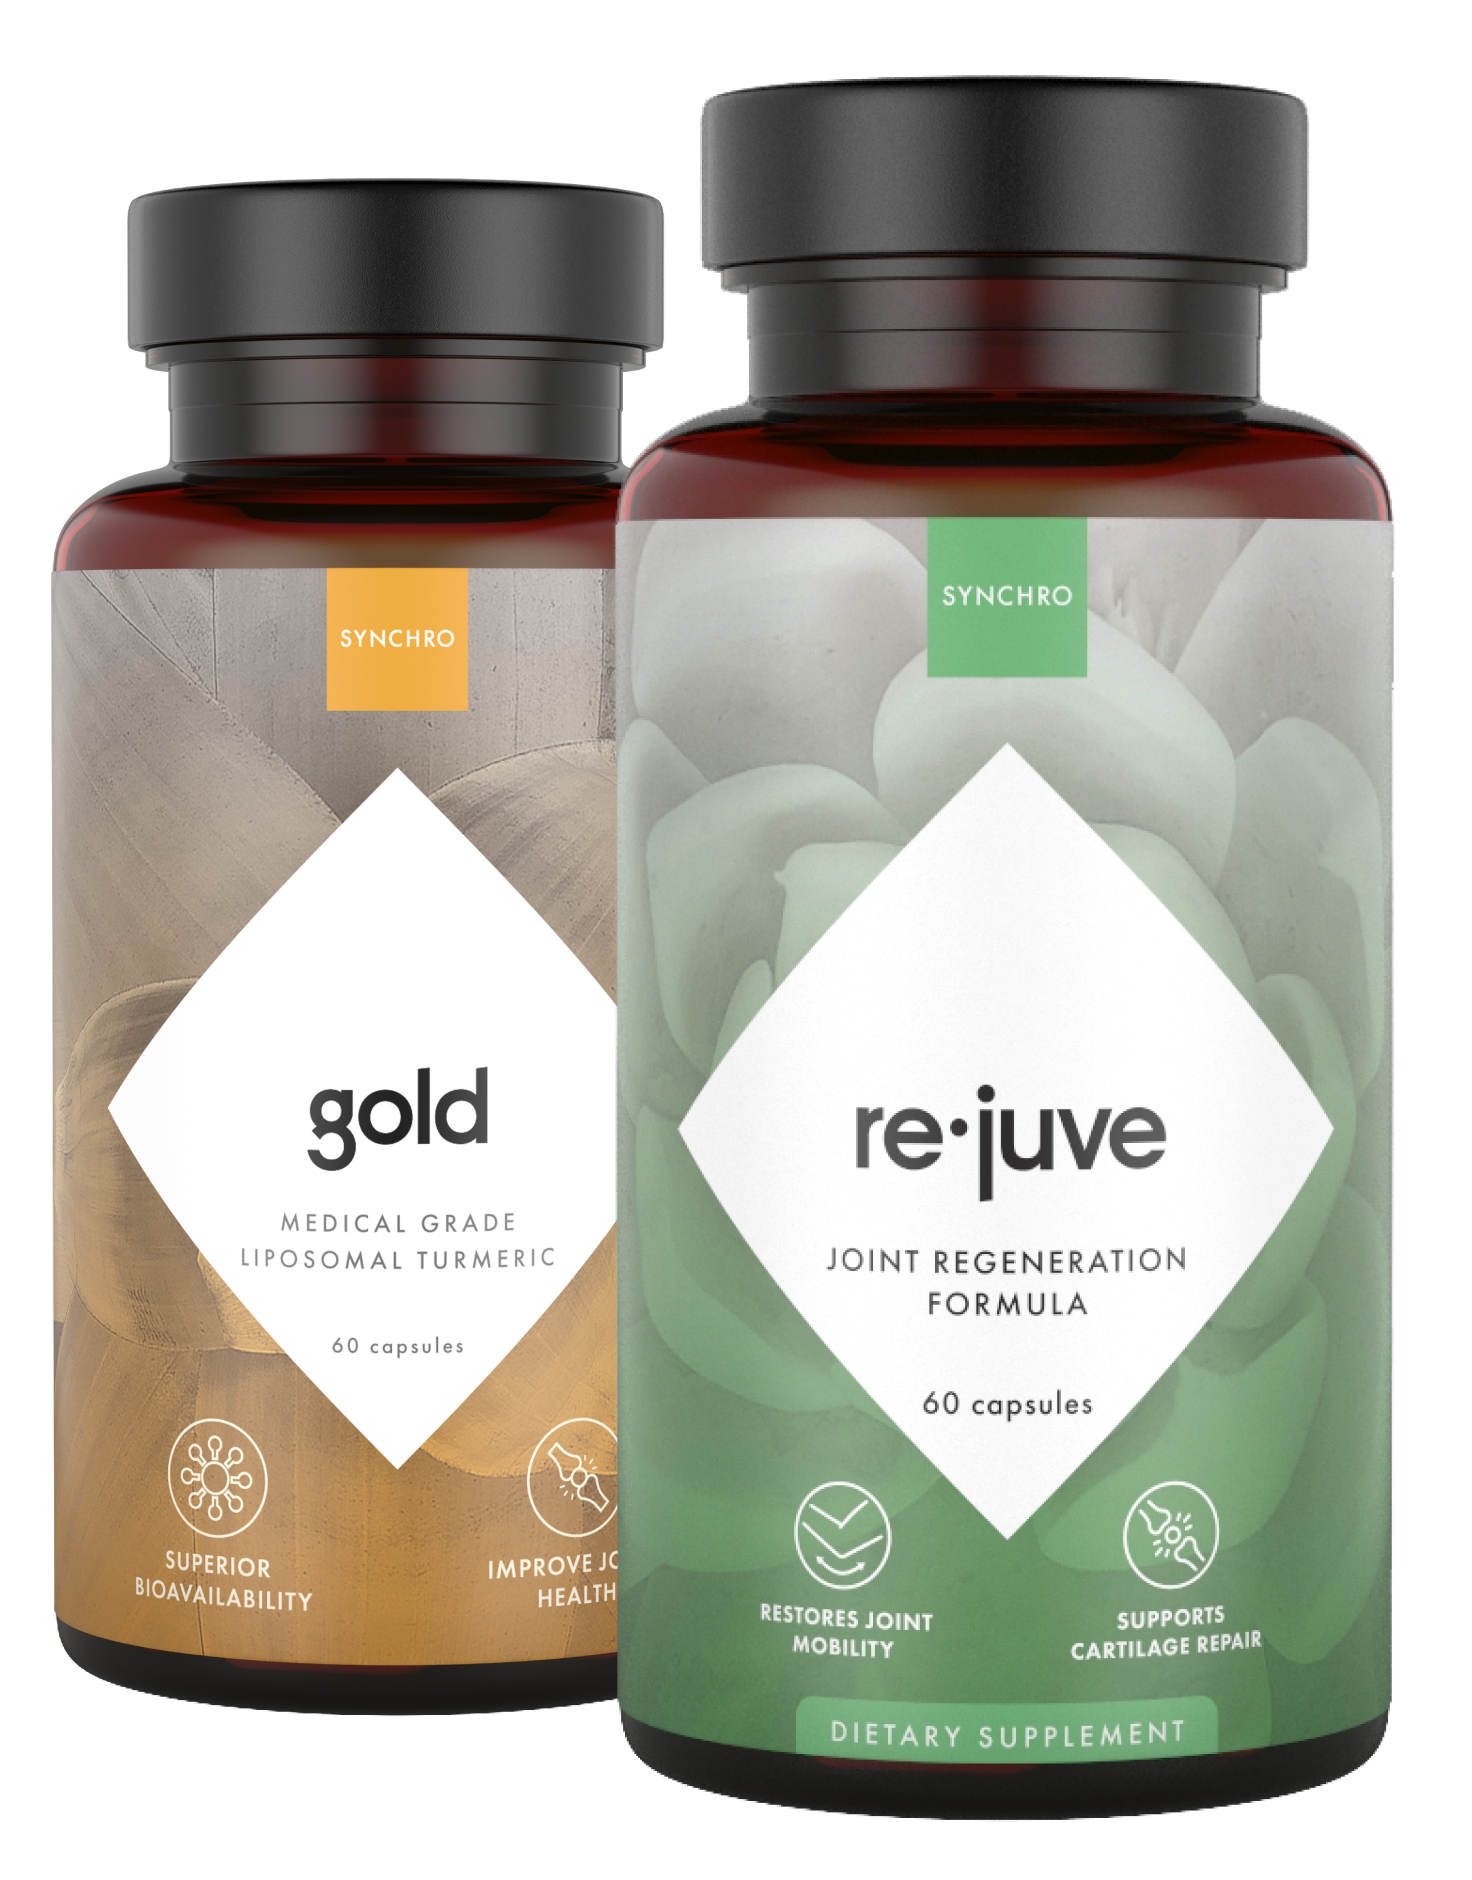 SYNCHRO
gold
MEDICAL GRADE
LIPOSOMAL TURMERIC
60 capsules
SUPERIOR
BIOAVAILABILITY
IMPROVE
HEALTH
SYNCHRO
re·juve
JOINT REGENERATION
FORMULA
60 capsules
RESTORES JOINT
MOBILITY
SUPPORTS
CARTILAGE REPAIR
DIETARY SUPPLEMENT